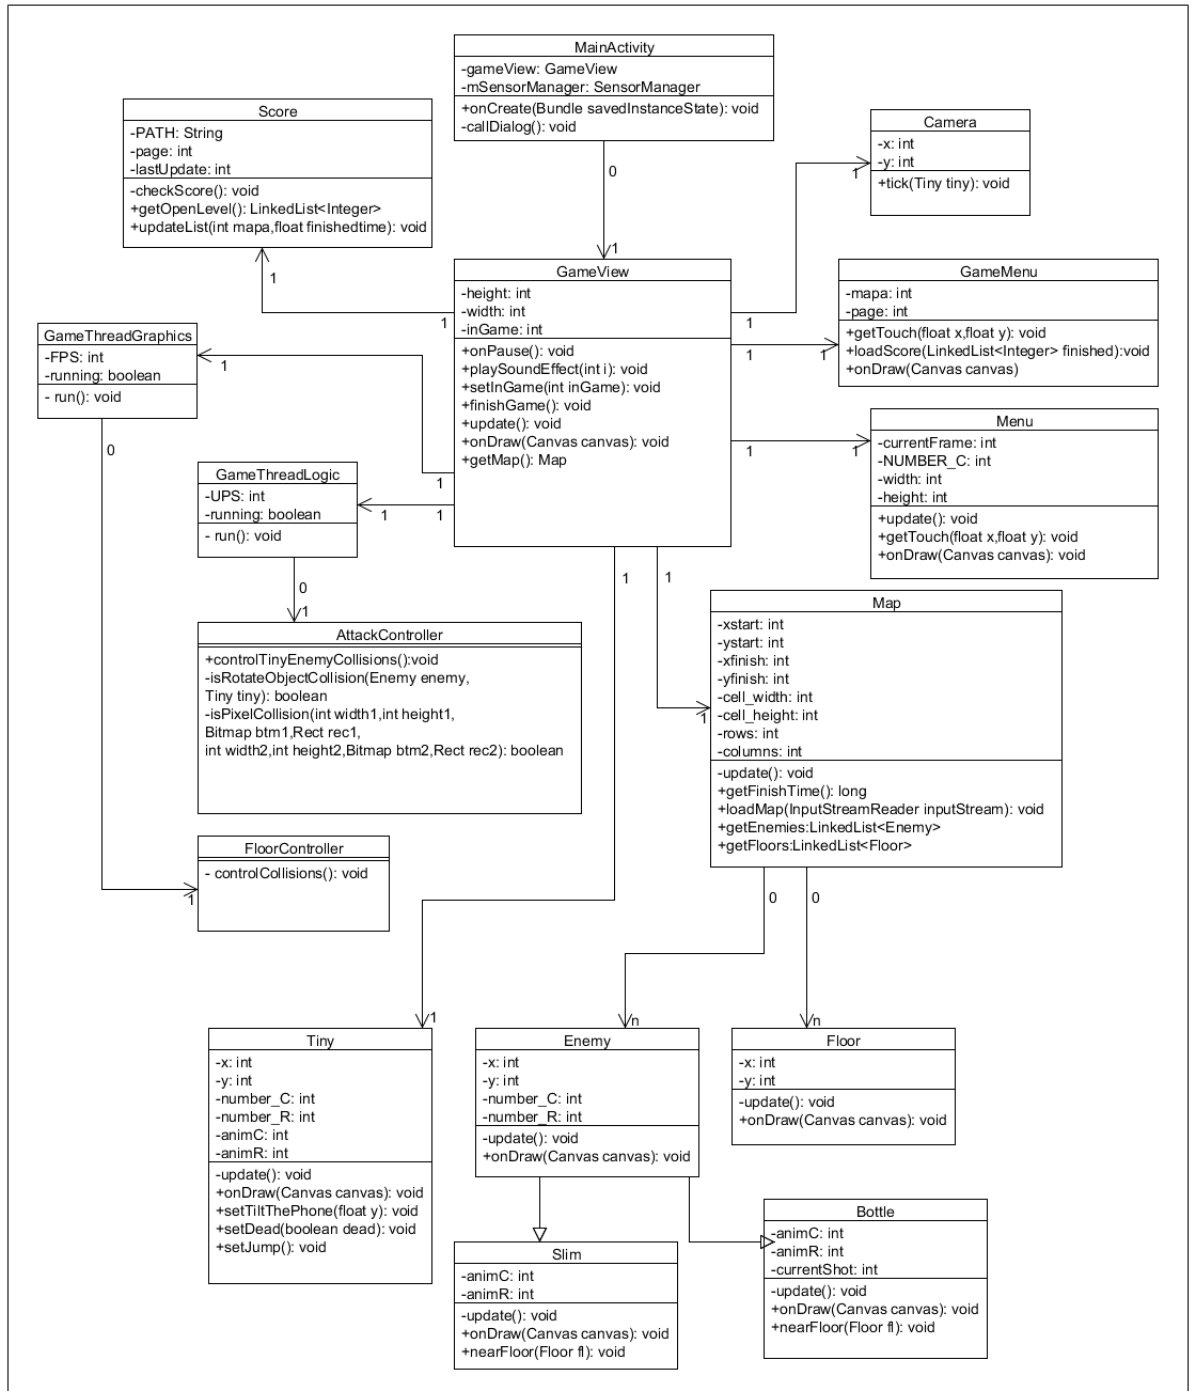 MainActivity
-gameView: GameView
-mSensorManager: SensorManager
+onCreate(Bundle savedInstanceState): void
-callDialog(): void
0
1
Score
-PATH: String
-page: int
-lastUpdate: int
-checkScore(): void
+getOpenLevel(): LinkedList<Integer>
+updateList(int mapa,float finishedtime): void
1
1
Camera
-x: int
-y: int
+tick(Tiny tiny): void
1
1
GameView
-height: int
-width: int
-inGame: int
+onPause(): void
+playSoundEffect(int i): void
+setInGame(int inGame): void
+finishGame(): void
+update(): void
+onDraw(Canvas canvas): void
+getMap(): Map
GameMenu
-mapa: int
-page: int
+getTouch(float x,float y): void
+loadScore(LinkedList<Integer> finished):void
+onDraw(Canvas canvas)
1
1
GameThreadGraphics
-FPS: int
-running: boolean
- run(): void
1
1
0
1
Menu
-currentFrame: int
-NUMBER_C: int
-width: int
-height: int
+update(): void
+getTouch(float x,float y): void
+onDraw(Canvas canvas): void
1
1
GameThreadLogic
-UPS: int
-running: boolean
- run(): void
1
1
0
1
AttackController
+controlTinyEnemyCollisions():void
-isRotateObjectCollision(Enemy enemy,
Tiny tiny): boolean
-isPixelCollision(int width1,int height1,
Bitmap btm1,Rect rec1,
int width2,int height2,Bitmap btm2,Rect rec2): boolean
1
1
Map
-xstart: int
-ystart: int
-xfinish: int
-yfinish: int
-cell_width: int
-cell_height: int
-rows: int
-columns: int
-update(): void
+getFinishTime(): long
+loadMap(InputStreamReader inputStream): void
+getEnemies:LinkedList<Enemy>
+getFloors:LinkedList<Floor>
1
FloorController
- controlCollisions(): void
0
0
1
n
n
Tiny
-x: int
-y: int
-number_C: int
-number_R: int
-animC: int
-animR: int
-update(): void
+onDraw(Canvas canvas): void
+setTiltThePhone(float y): void
+setDead(boolean dead): void
+setJump(): void
Enemy
-x: int
-y: int
-number_C: int
-number_R: int
-update(): void
+onDraw(Canvas canvas): void
Floor
-x: int
-y: int
-update(): void
+onDraw(Canvas canvas): void
Slim
-animC: int
-animR: int
-update(): void
+onDraw(Canvas canvas): void
+nearFloor(Floor fl): void
Bottle
-animC: int
-animR: int
-currentShot: int
-update(): void
+onDraw(Canvas canvas): void
+nearFloor(Floor fl): void